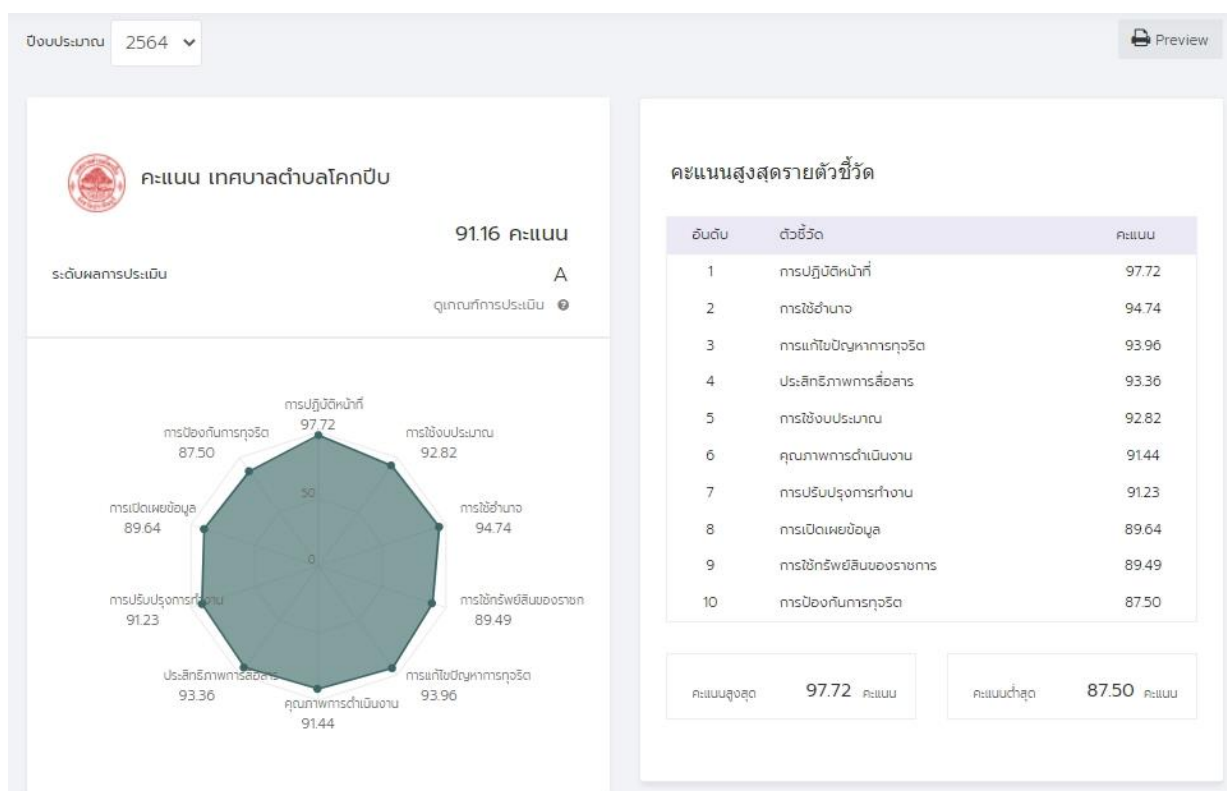 ปีงบประมาณ 2564
Preview
คะแนน เทศบาลตำบลโคกปีบ
91.16 คะแนน
ระดับผลการประเมิน A
ดูเกณฑ์การประเมิน
การปฏิบัติหน้าที่
97.72
การป้องกันการทุจริต
87.50
การใช้งบประมาณ
92.82
การเปิดเผยข้อมูล
89.64
50
การใช้อำนาจ
94.74
0
การปรับปรุงการทำงาน
91.23
การใช้ทรัพย์สินของราชก
89.49
ประสิทธิภาพการสื่อสาร
93.36
การแก้ไขปัญหาการทุจริต
93.96
คุณภาพการดำเนินงาน
91.44
คะแนนสูงสุดรายตัวชี้วัด
อันดับ ตัวชี้วัด คะแนน
1 การปฏิบัติหน้าที่ 97.72
2 การใช้อำนาจ 94.74
3 การแก้ไขปัญหาการทุจริต 93.96
4 ประสิทธิภาพการสื่อสาร 93.36
5 การใช้งบประมาณ 92.82
6 คุณภาพการดำเนินงาน 91.44
7 การปรับปรุงการทำงาน 91.23
8 การเปิดเผยข้อมูล 89.64
9 การใช้ทรัพย์สินของราชการ 89.49
10 การป้องกันการทุจริต 87.50
คะแนนสูงสุด 97.72 คะแนน คะแนนต่ำสุด 87.50 คะแนน